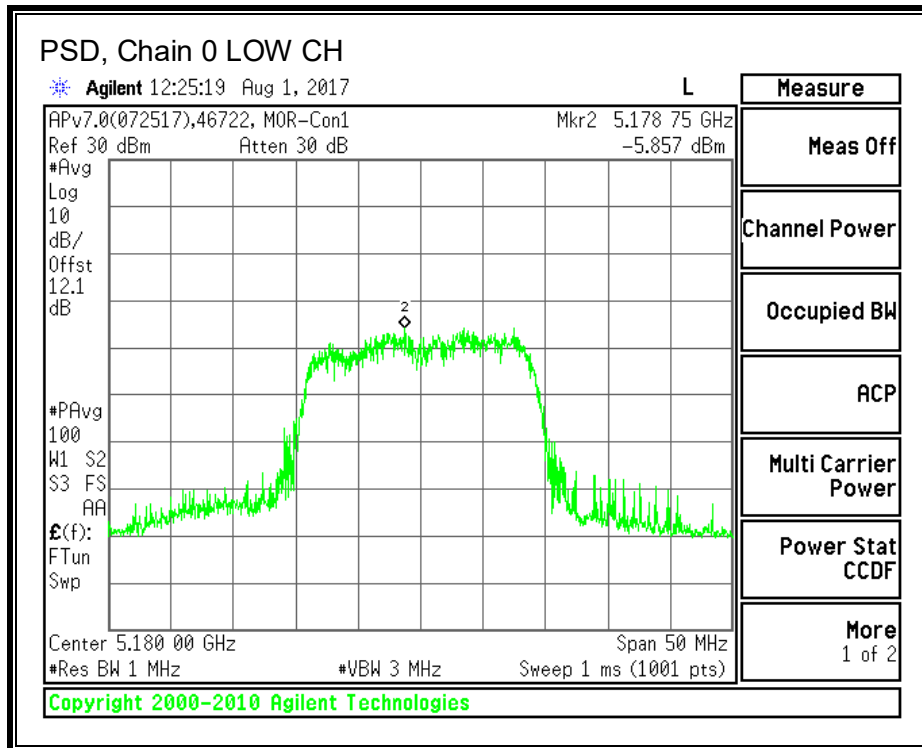 PSD, Chain 0 LOW CH
Agilent 12:25:19 Aug 1, 2017 L
APv7.0(072517),46722, MOR-Con1 Mkr2 5.178 75 GHz
Ref 30 dBm Atten 30 dB -5.857 dBm
#Avg
Log
10
dB/
Offst
12.1
dB
2
#PAvg
100
W1 S2
S3 FS
AA
£(f):
FTun
Swp
Center 5.180 00 GHz Span 50 MHz
#Res BW 1 MHz #VBW 3 MHz Sweep 1 ms (1001 pts)
Copyright 2000-2010 Agilent Technologies
Measure
Meas Off
Channel Power
Occupied BW
ACP
Multi Carrier
Power
Power Stat
CCDF
More
1 of 2